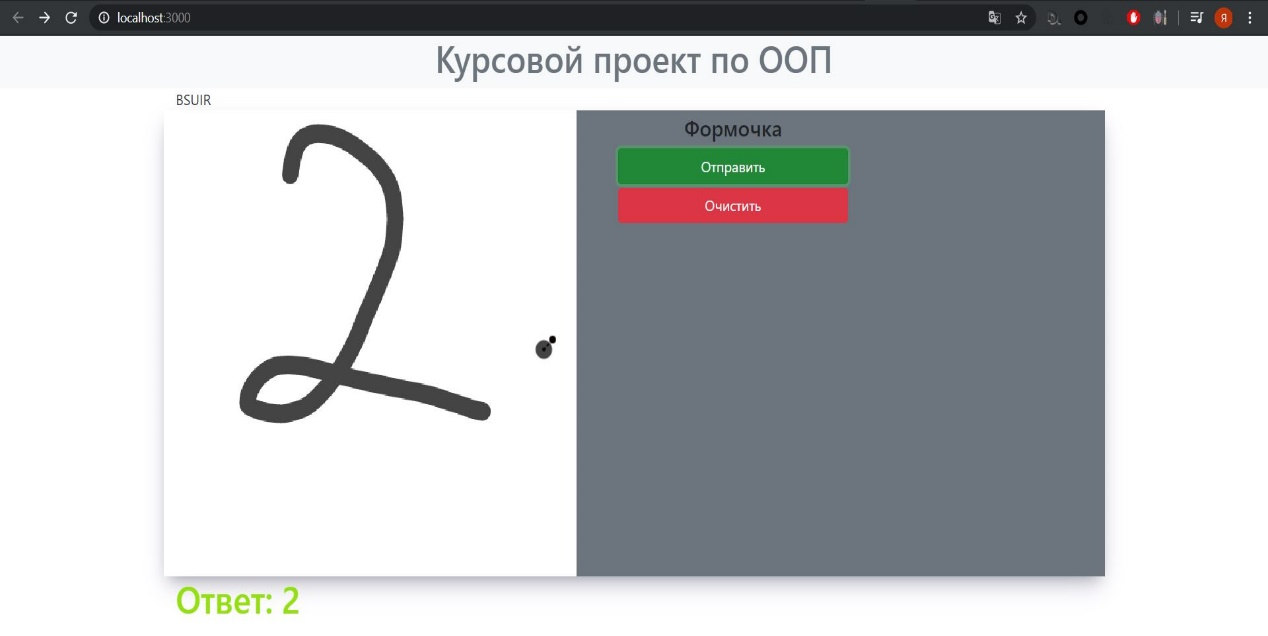 localhost:3000
Я
Курсовой проект по ООП
BSUIR
2
Формочка
Отправить
Очистить
Ответ: 2